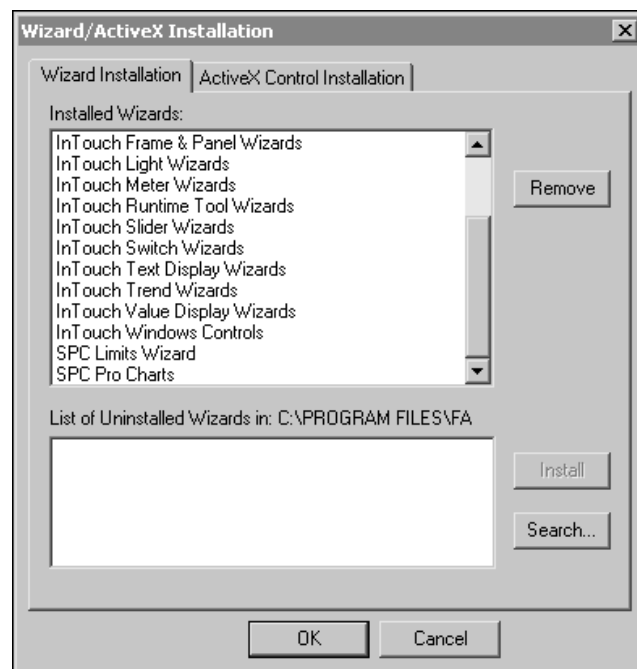 Wizard/ActiveX Installation
Wizard Installation
ActiveX Control Installation
Installed Wizards:
InTouch Frame & Panel Wizards
InTouch Light Wizards
InTouch Meter Wizards
InTouch Runtime Tool Wizards
InTouch Slider Wizards
InTouch Switch Wizards
InTouch Text Display Wizards
InTouch Trend Wizards
InTouch Value Display Wizards
InTouch Windows Controls
SPC Limits Wizard
SPC Pro Charts
Remove
List of Uninstalled Wizards in: C:\PROGRAM FILES\FA
Install
Search...
OK
Cancel